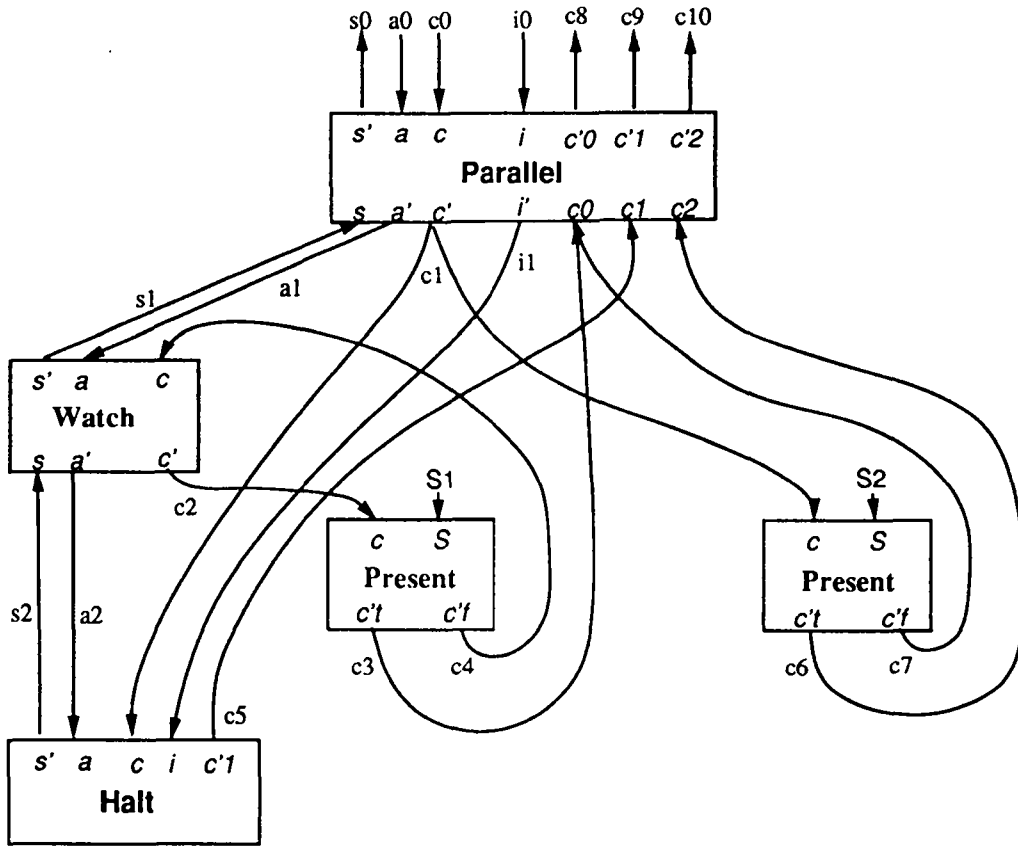 s0 a0 c0 i0 c8 c9 c10
s' a c i c'0 c'1 c'2
Parallel
s a' c' i' c0 c1 c2
s1 a1 c1 i1
s' a c
Watch
s a' c'
c2 S1 S2
c S
Present
c't c'f
c S
Present
c't c'f
s2 a2 c3 c4 c6 c7
c5
s' a c i c'1
Halt